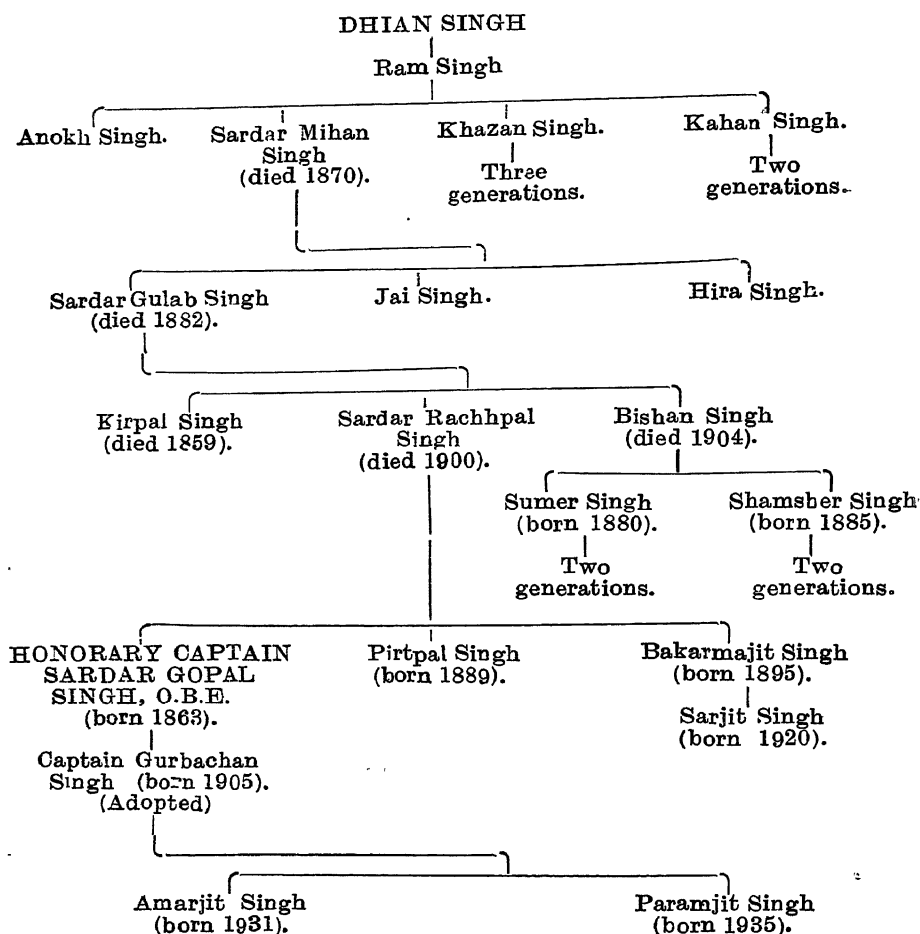 DHIAN SINGH
Ram Singh
Anokh Singh.
Sardar Mihan
Singh
(died 1870).
Khazan Singh.
Three
generations.
Kahan Singh.
Two
generations.
Sardar Gulab Singh
(died 1882).
Jai Singh.
Hira Singh.
Kirpal Singh
(died 1859).
Sardar Rachhpal
Singh
(died 1900).
Bishan Singh
(died 1904).
Sumer Singh
(born 1880).
Two
generations.
Shamsher Singh
(born 1885).
Two
generations.
HONORARY CAPTAIN
SARDAR GOPAL
SINGH, O.B.E.
(born 1863).
Pirtpal Singh
(born 1889).
Bakarmajit Singh
(born 1895).
Sarjit Singh
(born 1920).
Captain Gurbachan
Singh (born 1905).
(Adopted)
Amarjit Singh
(born 1931).
Paramjit Singh
(born 1935).